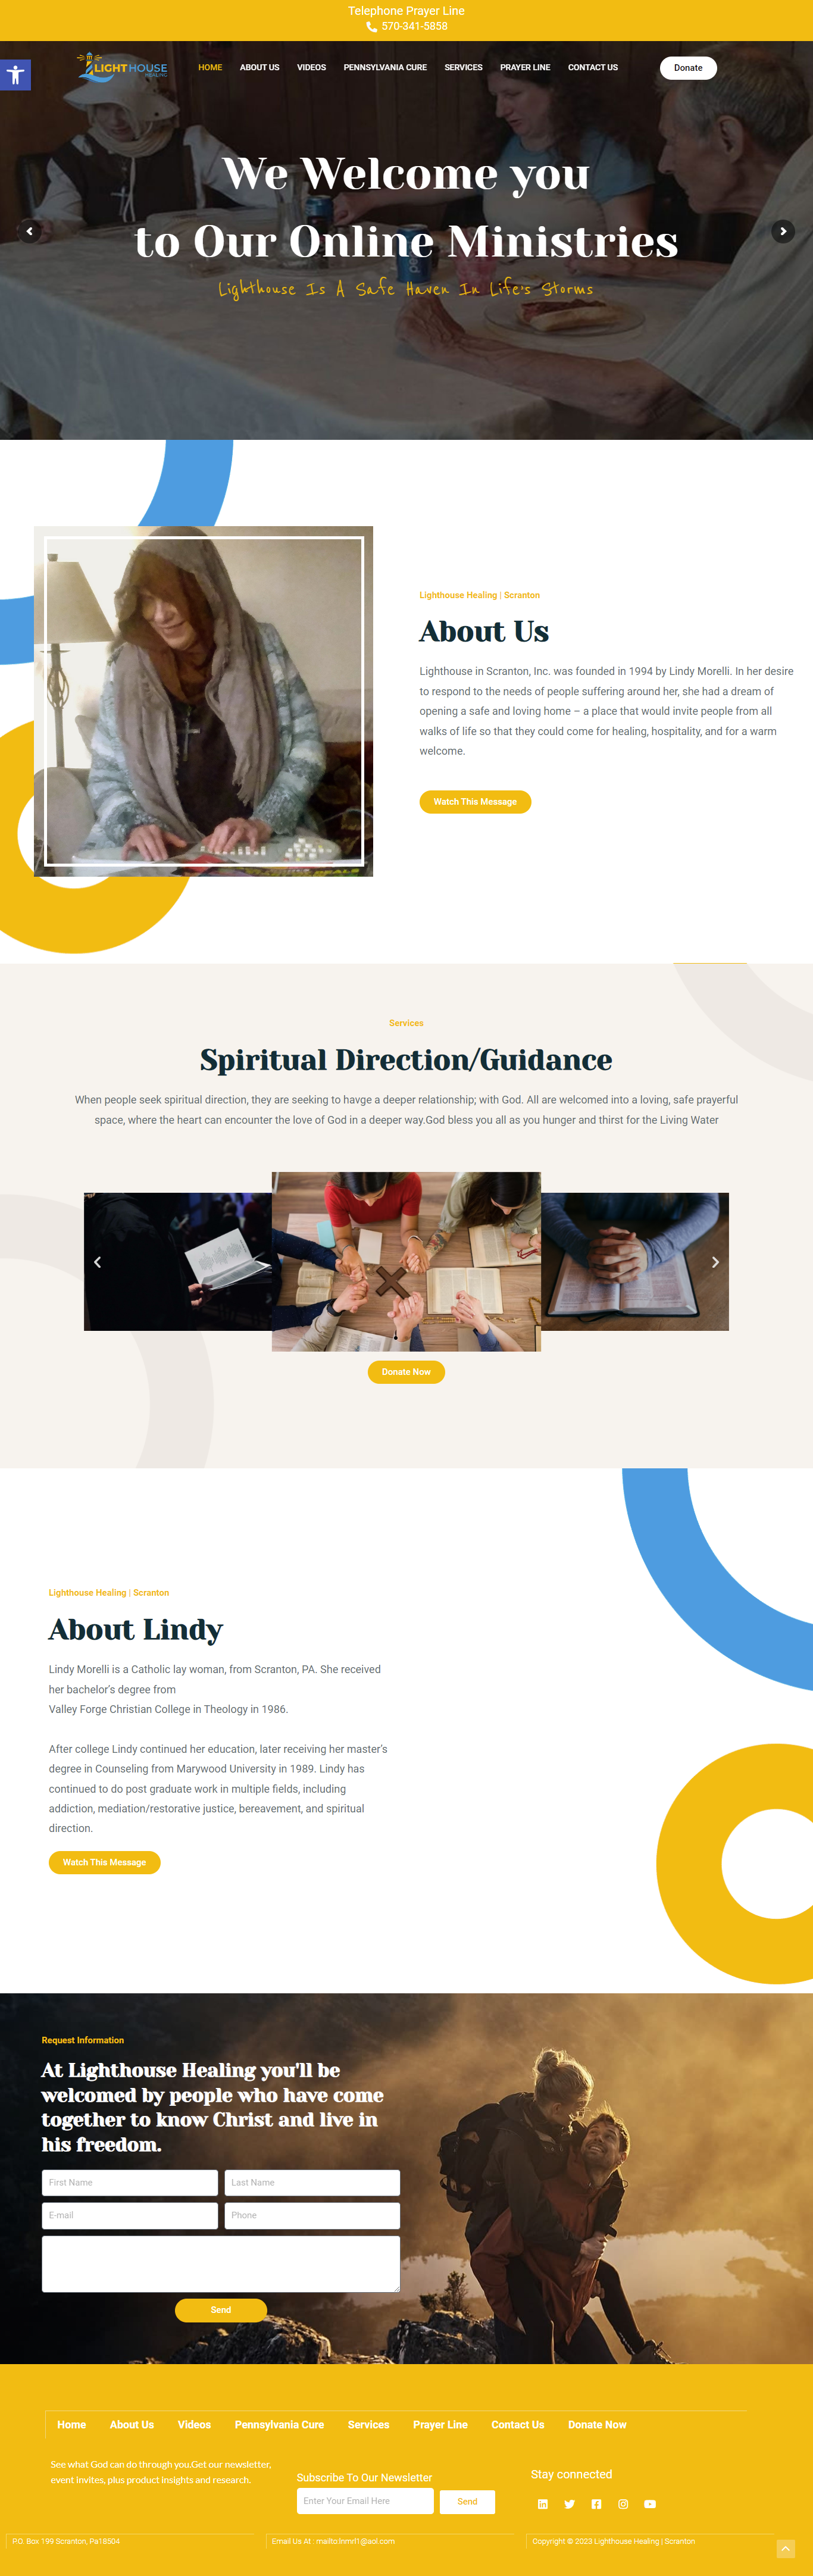 Telephone Prayer Line
570-341-5858
LIGHTHOUSE
HEALING
HOME ABOUT US VIDEOS PENNSYLVANIA CURE SERVICES PRAYER LINE CONTACT US Donate
We Welcome you
to Our Online Ministries
Lighthouse Is A Safe Haven In Life's Storms
Lighthouse Healing | Scranton
About Us
Lighthouse in Scranton, Inc. was founded in 1994 by Lindy Morelli. In her desire
to respond to the needs of people suffering around her, she had a dream of
opening a safe and loving home – a place that would invite people from all
walks of life so that they could come for healing, hospitality, and for a warm
welcome.
Watch This Message
Services
Spiritual Direction/Guidance
When people seek spiritual direction, they are seeking to havge a deeper relationship; with God. All are welcomed into a loving, safe prayerful
space, where the heart can encounter the love of God in a deeper way.God bless you all as you hunger and thirst for the Living Water
Donate Now
Lighthouse Healing | Scranton
About Lindy
Lindy Morelli is a Catholic lay woman, from Scranton, PA. She received
her bachelor's degree from
Valley Forge Christian College in Theology in 1986.
After college Lindy continued her education, later receiving her master's
degree in Counseling from Marywood University in 1989. Lindy has
continued to do post graduate work in multiple fields, including
addiction, mediation/restorative justice, bereavement, and spiritual
direction.
Watch This Message
Request Information
At Lighthouse Healing you'll be
welcomed by people who have come
together to know Christ and live in
his freedom.
First Name Last Name
E-mail Phone
Send
Home About Us Videos Pennsylvania Cure Services Prayer Line Contact Us Donate Now
See what God can do through you.Get our newsletter,
event invites, plus product insights and research.
Subscribe To Our Newsletter
Enter Your Email Here Send
Stay connected
P.O. Box 199 Scranton, Pa18504
Email Us At : mailto:lnmrl1@aol.com
Copyright © 2023 Lighthouse Healing | Scranton